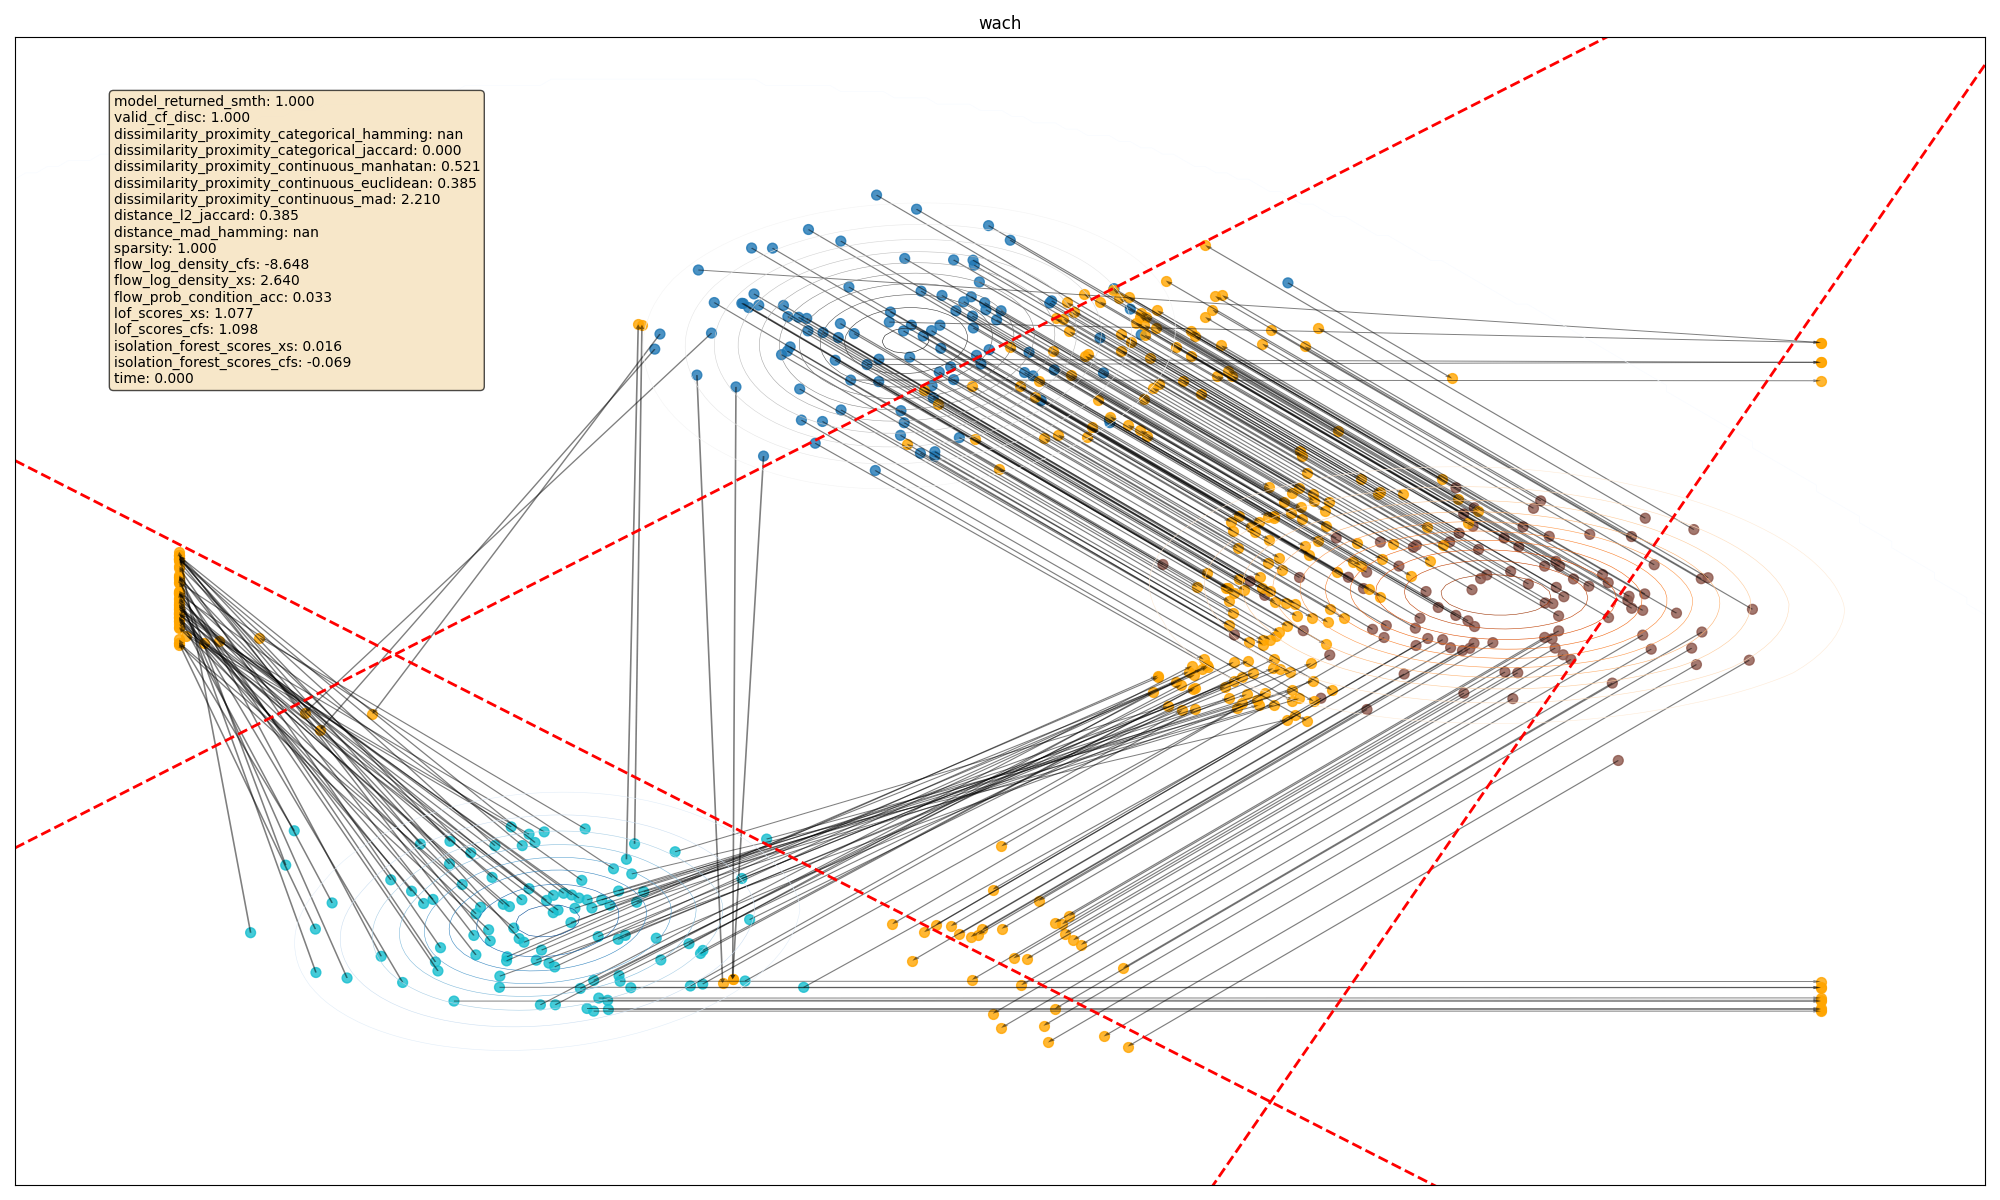 wach
model_returned_smth: 1.000
valid_cf_disc: 1.000
dissimilarity_proximity_categorical_hamming: nan
dissimilarity_proximity_categorical_jaccard: 0.000
dissimilarity_proximity_continuous_manhatan: 0.521
dissimilarity_proximity_continuous_euclidean: 0.385
dissimilarity_proximity_continuous_mad: 2.210
distance_l2_jaccard: 0.385
distance_mad_hamming: nan
sparsity: 1.000
flow_log_density_cfs: -8.648
flow_log_density_xs: 2.640
flow_prob_condition_acc: 0.033
lof_scores_xs: 1.077
lof_scores_cfs: 1.098
isolation_forest_scores_xs: 0.016
isolation_forest_scores_cfs: -0.069
time: 0.000